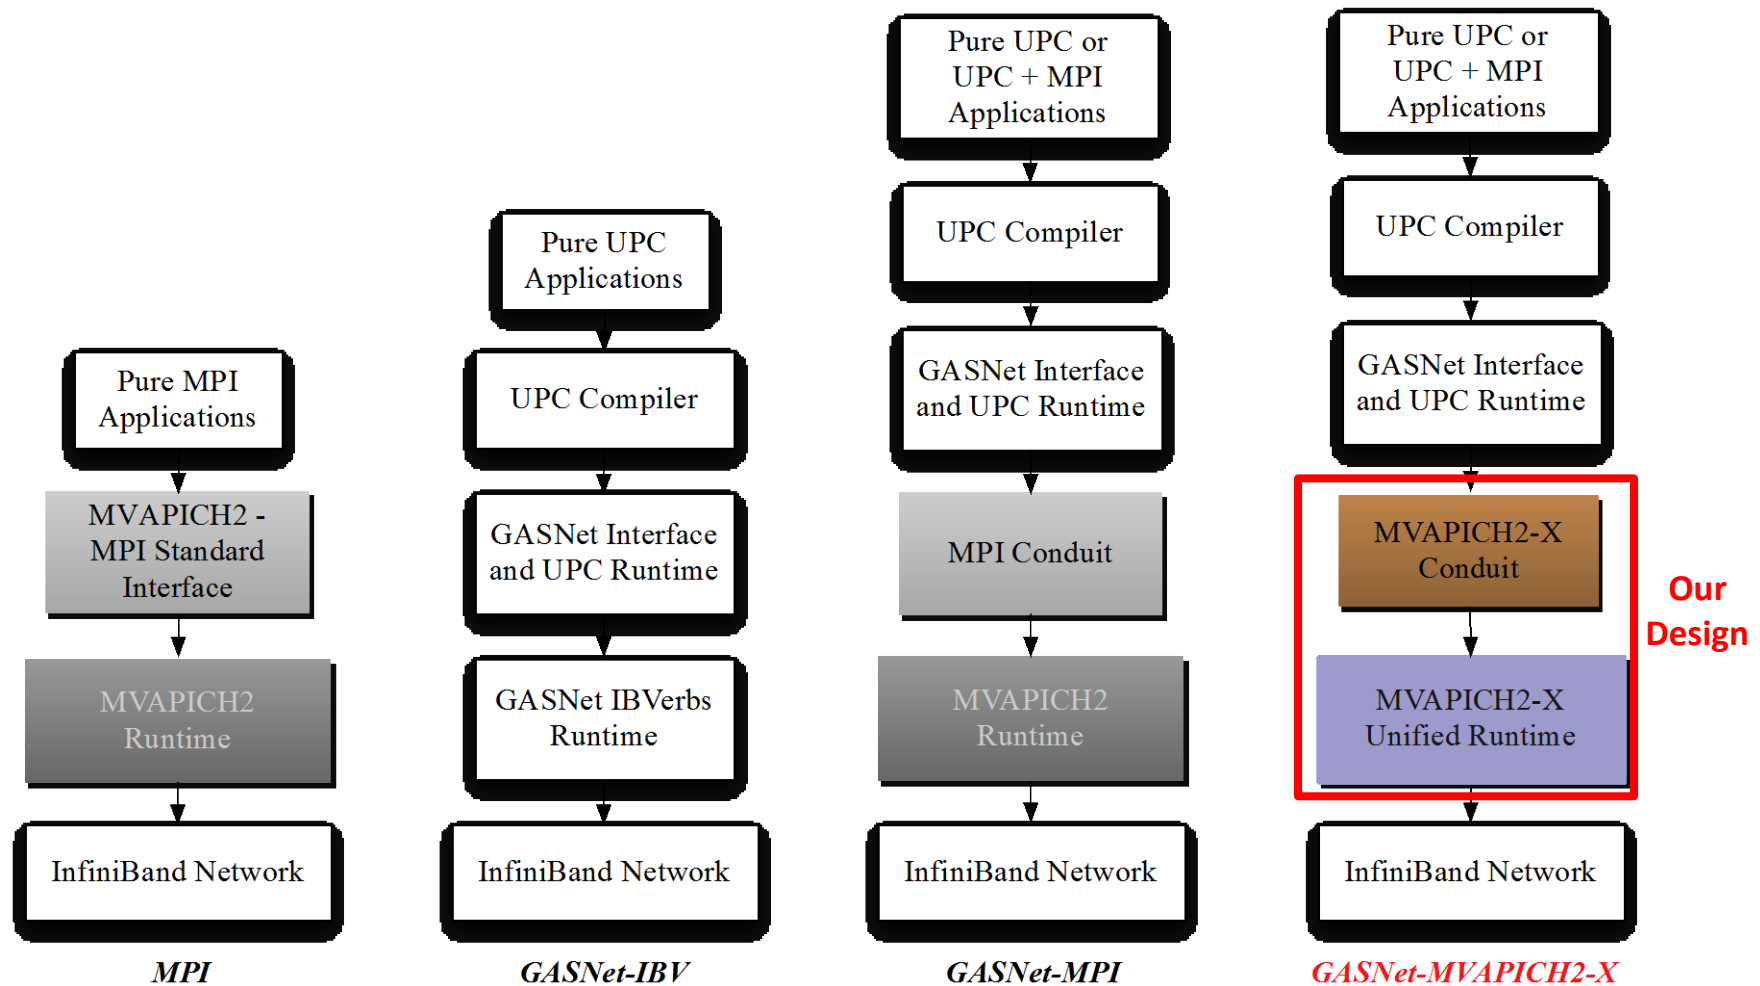 Pure MPI
Applications
MVAPICH2 -
MPI Standard
Interface
MVAPICH2
Runtime
InfiniBand Network
MPI
Pure UPC
Applications
UPC Compiler
GASNet Interface
and UPC Runtime
GASNet IBVerbs
Runtime
InfiniBand Network
GASNet-IBV
Pure UPC or
UPC + MPI
Applications
UPC Compiler
GASNet Interface
and UPC Runtime
MPI Conduit
MVAPICH2
Runtime
InfiniBand Network
GASNet-MPI
Pure UPC or
UPC + MPI
Applications
UPC Compiler
GASNet Interface
and UPC Runtime
MVAPICH2-X
Conduit
MVAPICH2-X
Unified Runtime
InfiniBand Network
GASNet-MVAPICH2-X
Our
Design